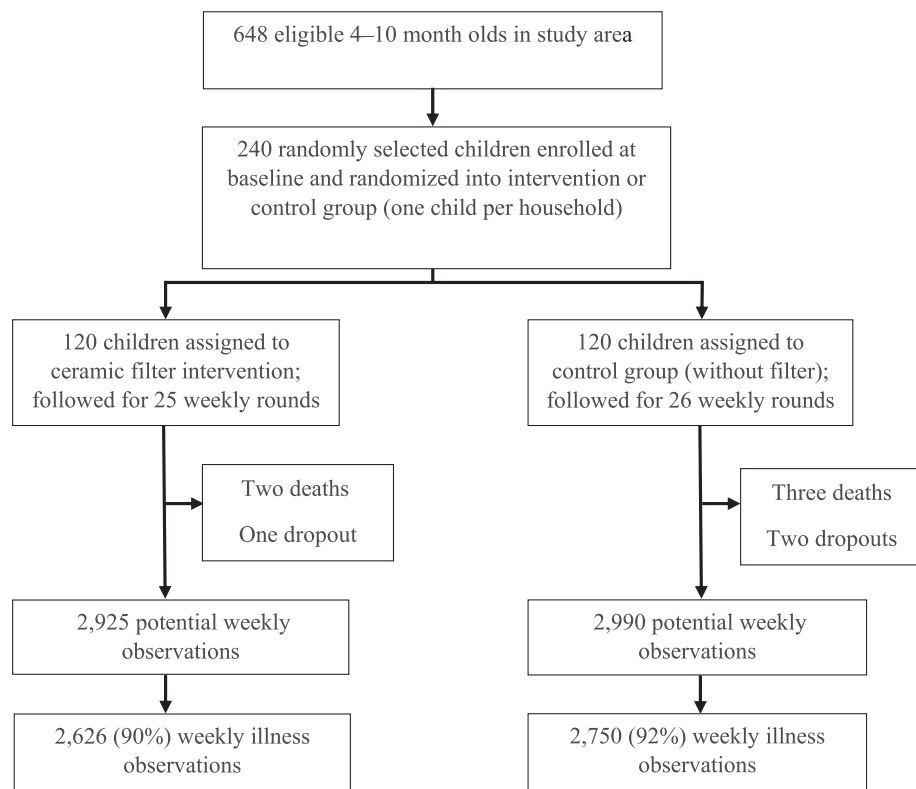 648 eligible 4–10 month olds in study area
240 randomly selected children enrolled at
baseline and randomized into intervention or
control group (one child per household)
120 children assigned to
ceramic filter intervention;
followed for 25 weekly rounds
120 children assigned to
control group (without filter);
followed for 26 weekly rounds
Two deaths
One dropout
Three deaths
Two dropouts
2,925 potential weekly
observations
2,990 potential weekly
observations
2,626 (90%) weekly illness
observations
2,750 (92%) weekly illness
observations